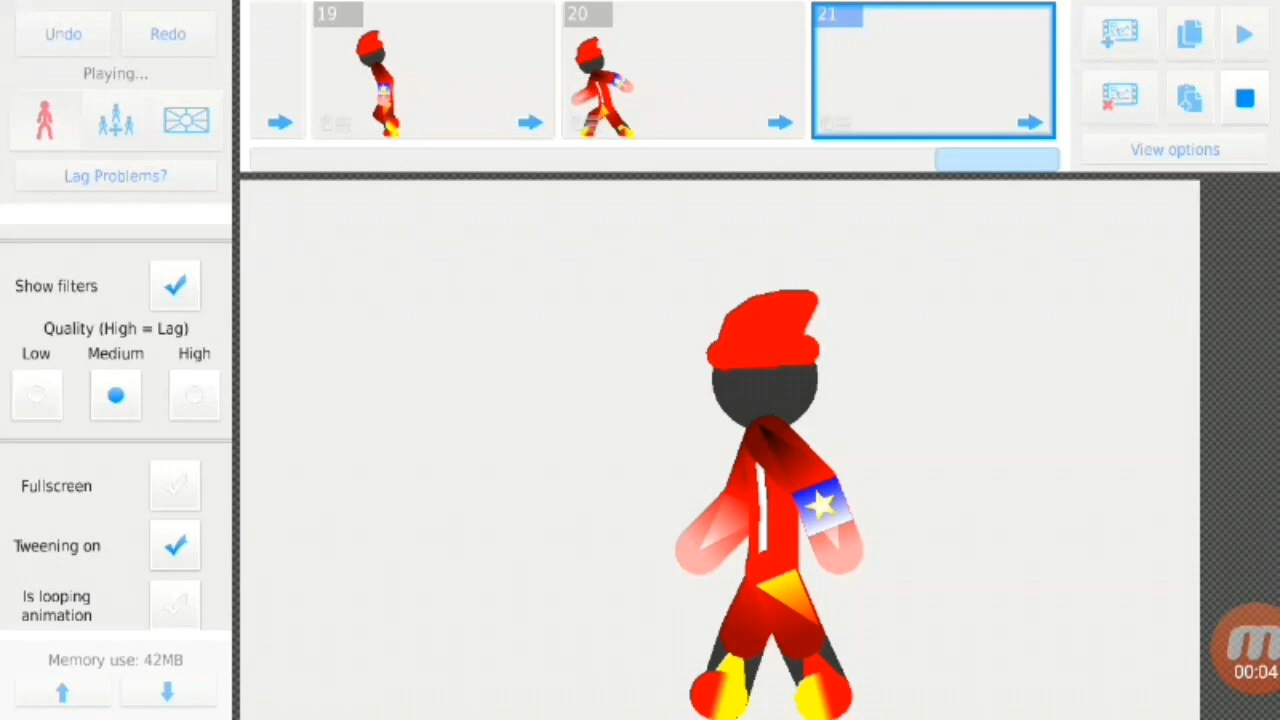 Undo Redo
Playing...
Lag Problems?
19
20
21
View options
Show filters
Quality (High = Lag)
Low Medium High
Fullscreen
Tweening on
Is looping
animation
Memory use: 42MB
00:04